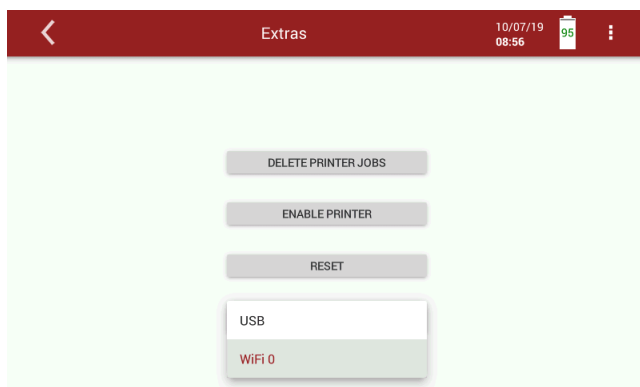 Extras
10/07/19
08:56
95
DELETE PRINTER JOBS
ENABLE PRINTER
RESET
USB
WiFi 0